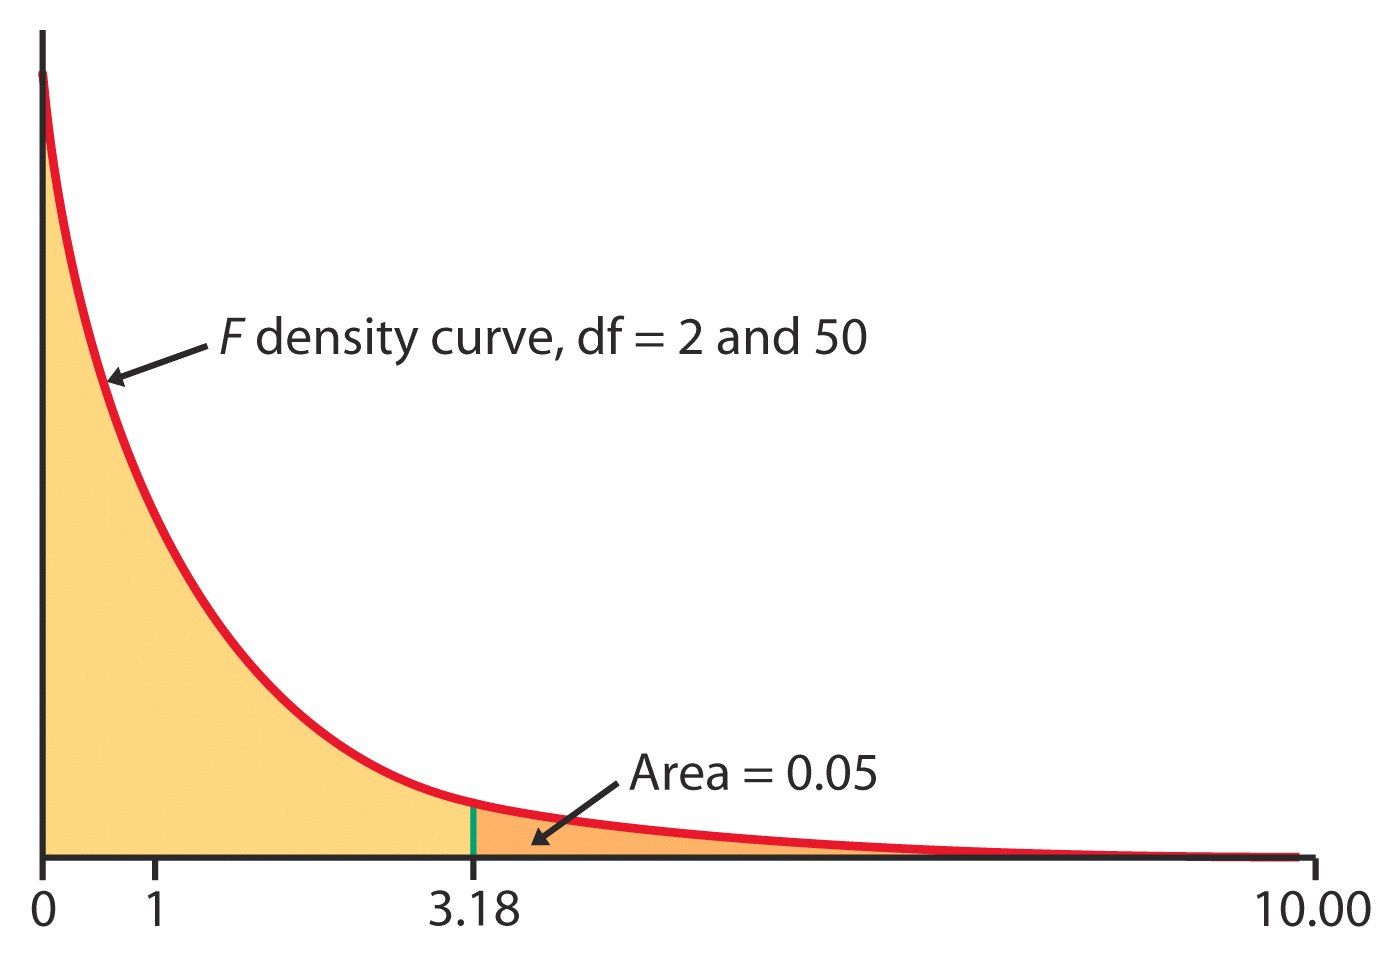 F density curve, df = 2 and 50
Area = 0.05
0 1 3.18 10.00